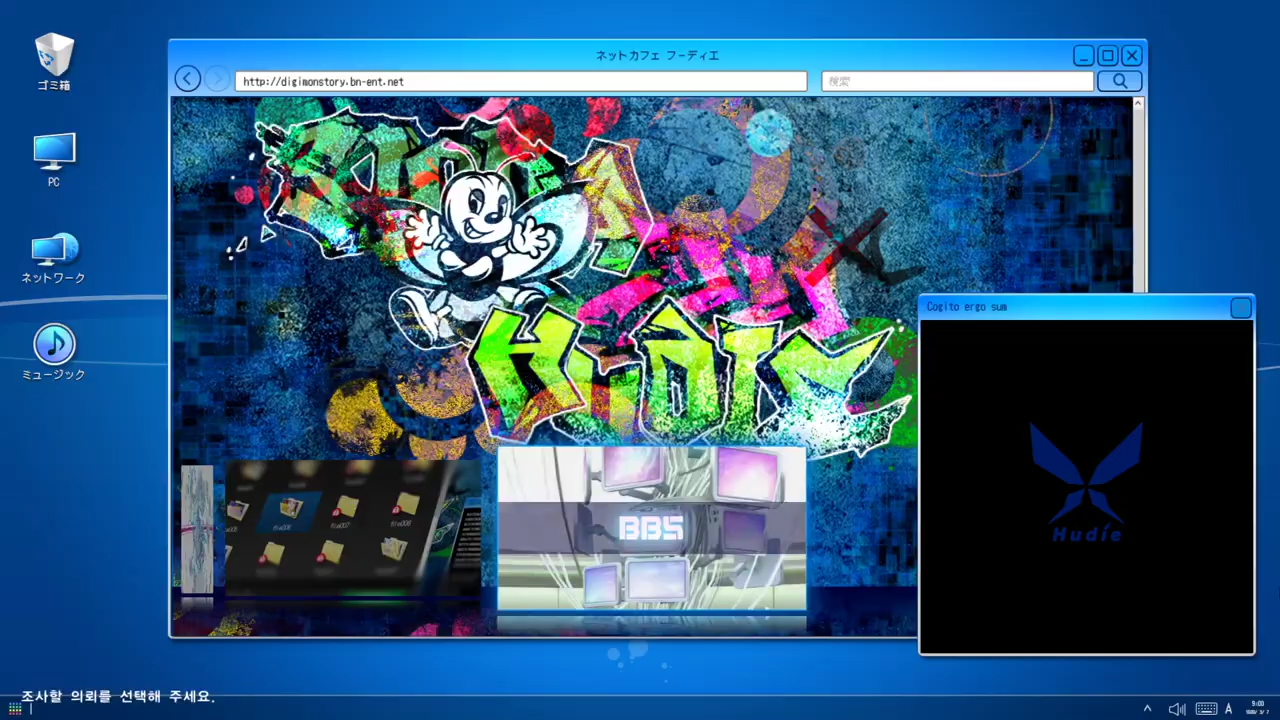 ネットカフェ フーディエ
http://digimonstory.bn-ent.net
検索
ゴミ箱
PC
ネットワーク
ミュージック
Cogito ergo sum
Hudie
BBS
Hudie
조사할 의뢰를 선택해 주세요.
A
9:00